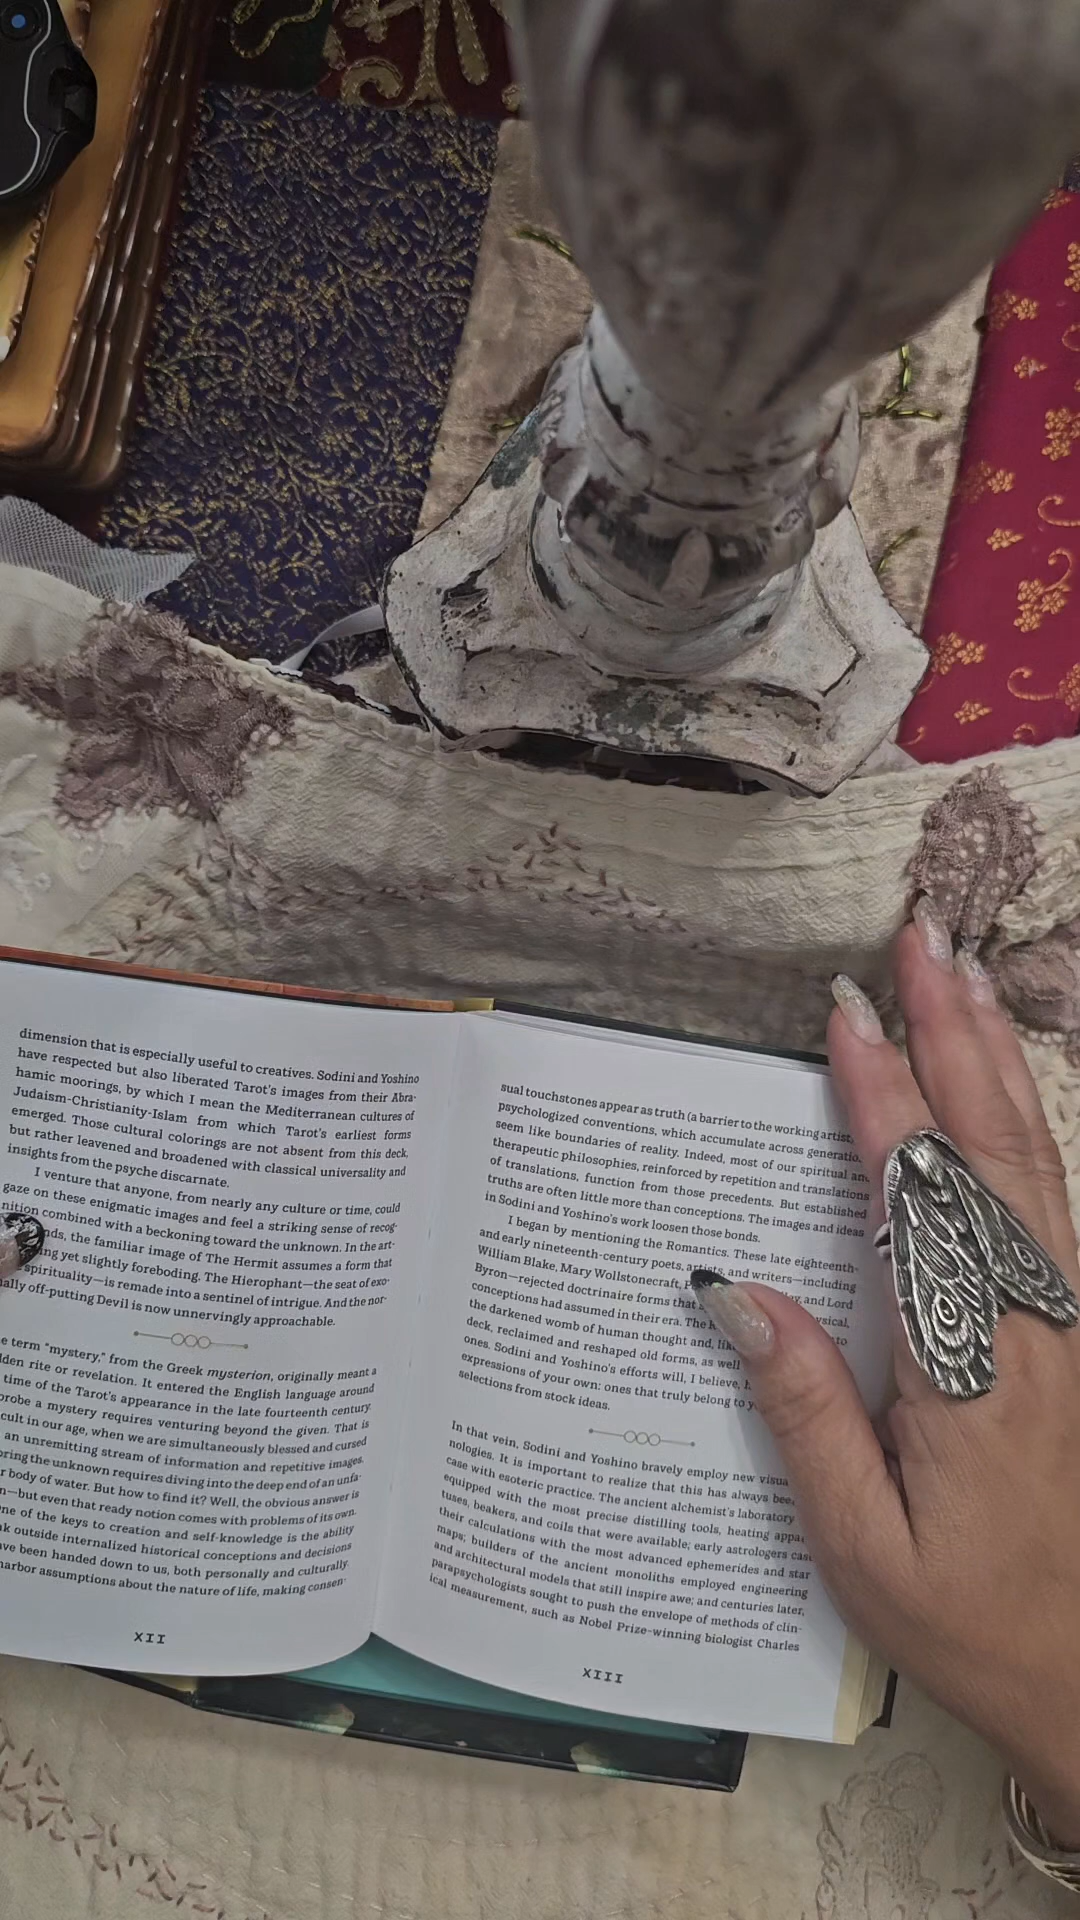 dimension that is especially useful to creatives. Sodini and Yoshino
have respected but also liberated Tarot's images from their Abra-
hamic moorings, by which I mean the Mediterranean cultures of
Judaism-Christianity-Islam from which Tarot's earliest forms
emerged. Those cultural colorings are not absent from this deck,
but rather leavened and broadened with classical universality and
insights from the psyche discarnate.
I venture that anyone, from nearly any culture or time, could
gaze on these enigmatic images and feel a striking sense of recog-
nition combined with a beckoning toward the unknown. In the art-
nds, the familiar image of The Hermit assumes a form that
ng yet slightly foreboding. The Hierophant—the seat of exo-
spirituality—is remade into a sentinel of intrigue. And the nor-
ally off-putting Devil is now unnervingly approachable.
e term "mystery," from the Greek mysterion, originally meant a
dden rite or revelation. It entered the English language around
time of the Tarot's appearance in the late fourteenth century.
probe a mystery requires venturing beyond the given. That is
cult in our age, when we are simultaneously blessed and cursed
an unremitting stream of information and repetitive images.
oring the unknown requires diving into the deep end of an unfa-
r body of water. But how to find it? Well, the obvious answer is
n—but even that ready notion comes with problems of its own.
ne of the keys to creation and self-knowledge is the ability
k outside internalized historical conceptions and decisions
ve been handed down to us, both personally and culturally.
harbor assumptions about the nature of life, making consen-
XII
sual touchstones appear as truth (a barrier to the working artist
psychologized conventions, which accumulate across generatio
seem like boundaries of reality. Indeed, most of our spiritual an
therapeutic philosophies, reinforced by repetition and translations
of translations, function from those precedents. But established
truths are often little more than conceptions. The images and ideas
in Sodini and Yoshino's work loosen those bonds.
I began by mentioning the Romantics. These late eighteenth-
and early nineteenth-century poets, artists, and writers—including
William Blake, Mary Wollstonecraft, P and Lord
Byron—rejected doctrinaire forms that ysical,
conceptions had assumed in their era. The to
the darkened womb of human thought and, lik
deck, reclaimed and reshaped old forms, as well
ones. Sodini and Yoshino's efforts will, I believe, h
expressions of your own: ones that truly belong to y
selections from stock ideas.
In that vein, Sodini and Yoshino bravely employ new visua
nologies. It is important to realize that this has always bee
case with esoteric practice. The ancient alchemist's laboratory
equipped with the most precise distilling tools, heating appa
tuses, beakers, and coils that were available; early astrologers cas
their calculations with the most advanced ephemerides and star
maps; builders of the ancient monoliths employed engineering
and architectural models that still inspire awe; and centuries later,
parapsychologists sought to push the envelope of methods of clin-
ical measurement, such as Nobel Prize-winning biologist Charles
XIII